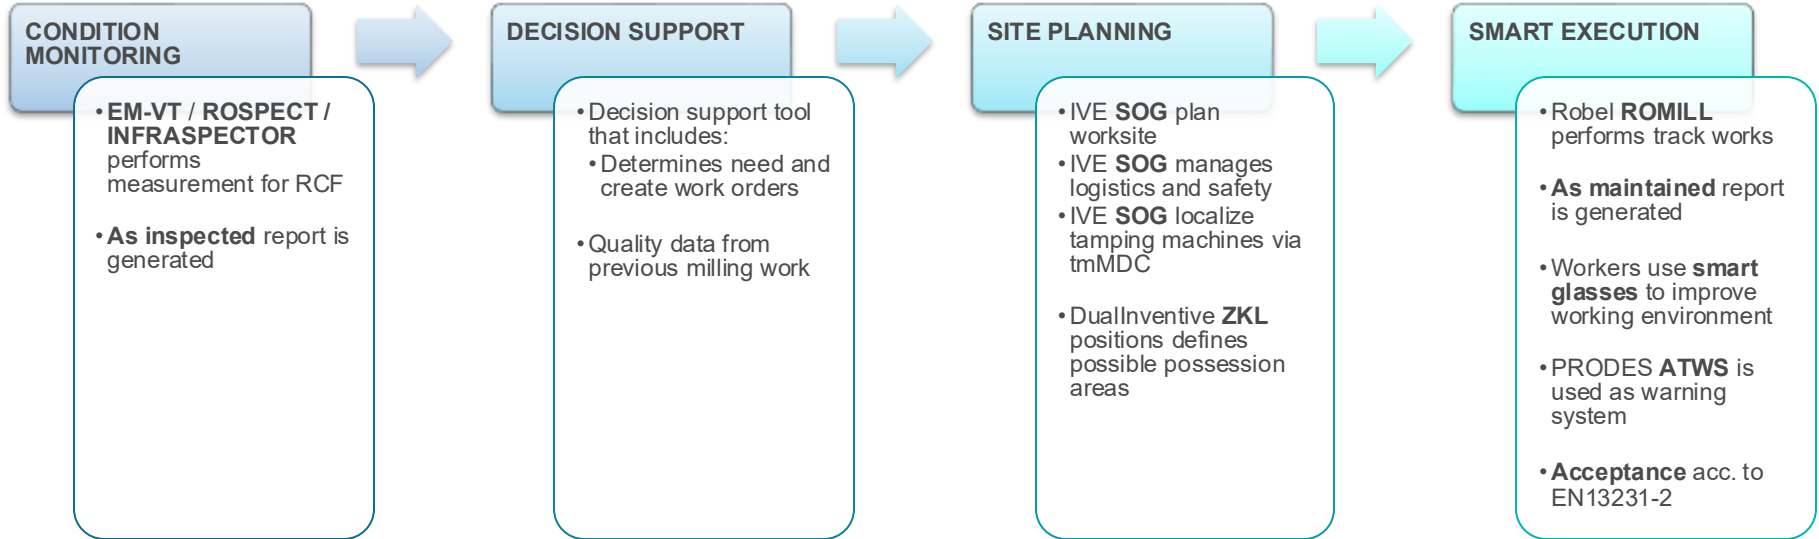 CONDITION
MONITORING
• EM-VT / ROSPECT /
INFRASPECTOR
performs
measurement for RCF
• As inspected report is
generated
DECISION SUPPORT
• Decision support tool
that includes:
• Determines need and
create work orders
• Quality data from
previous milling work
SITE PLANNING
• IVE SOG plan
worksite
• IVE SOG manages
logistics and safety
• IVE SOG localize
tamping machines via
tmMDC
• DualInventive ZKL
positions defines
possible possession
areas
SMART EXECUTION
• Robel ROMILL
performs track works
• As maintained report
is generated
• Workers use smart
glasses to improve
working environment
• PRODES ATWS is
used as warning
system
• Acceptance acc. to
EN13231-2